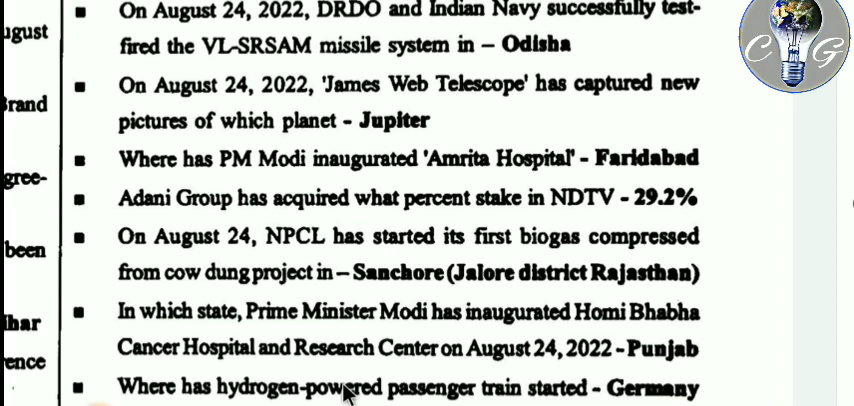 ugust
Brand
gree-
been
ihar
rence
▪ On August 24, 2022, DRDO and Indian Navy successfully test-
fired the VL-SRSAM missile system in – Odisha
▪ On August 24, 2022, 'James Web Telescope' has captured new
pictures of which planet - Jupiter
▪ Where has PM Modi inaugurated 'Amrita Hospital' - Faridabad
▪ Adani Group has acquired what percent stake in NDTV - 29.2%
▪ On August 24, NPCL has started its first biogas compressed
from cow dung project in – Sanchore (Jalore district Rajasthan)
▪ In which state, Prime Minister Modi has inaugurated Homi Bhabha
Cancer Hospital and Research Center on August 24, 2022 - Punjab
▪ Where has hydrogen-powered passenger train started - Germany
C G